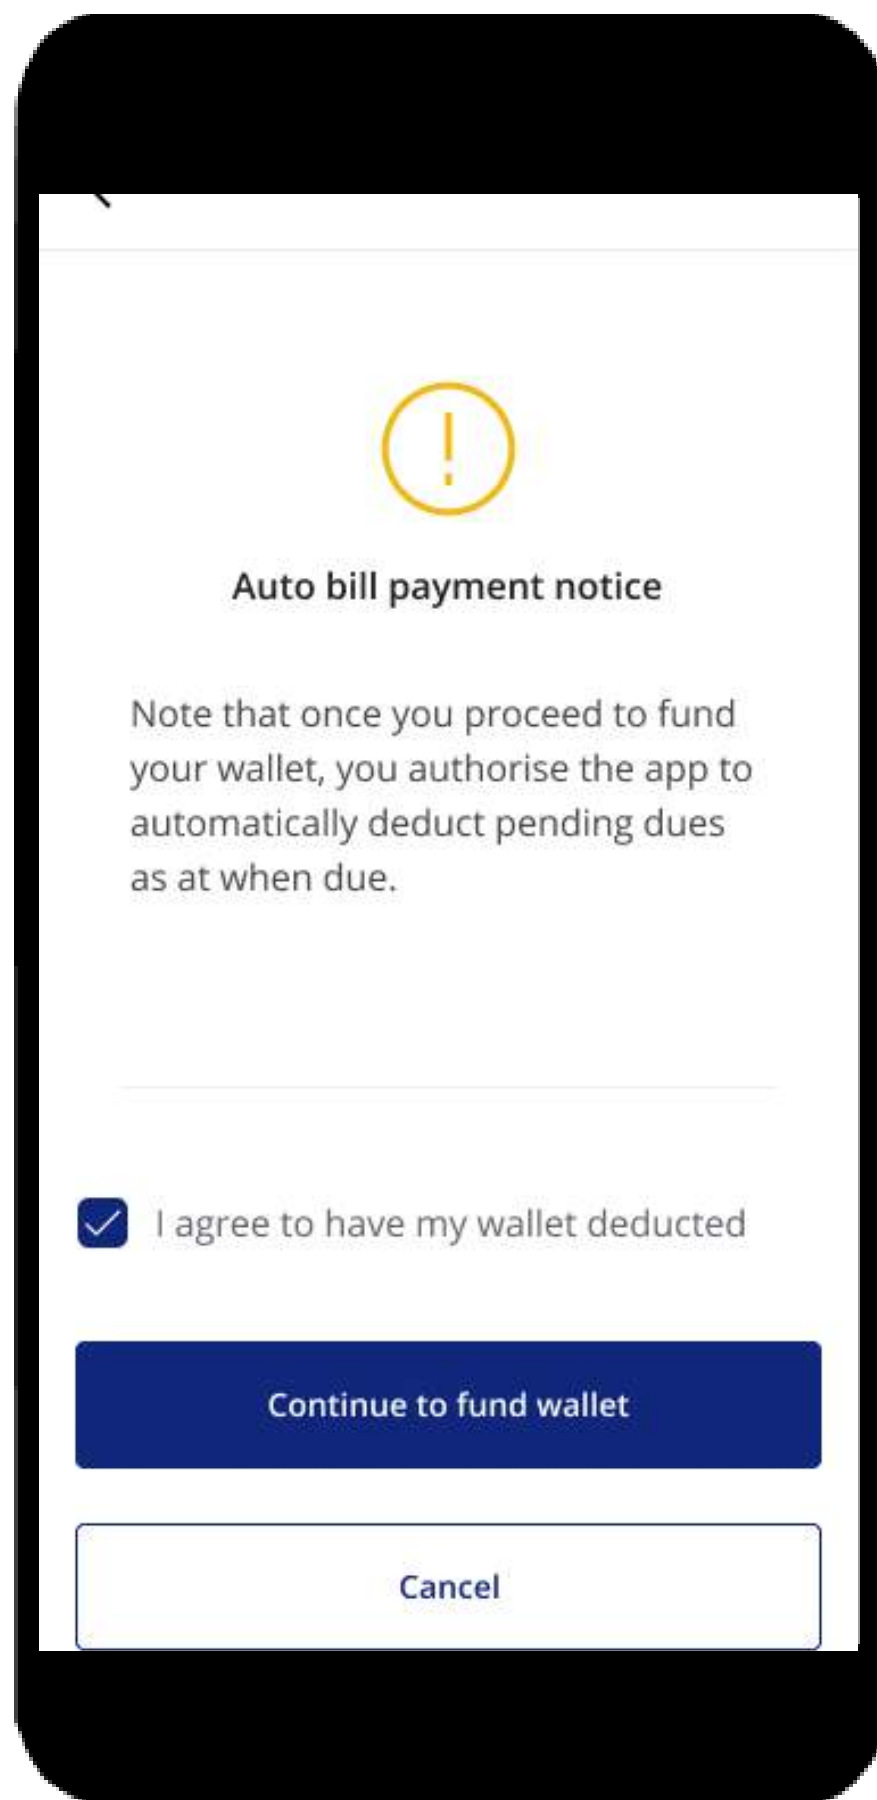 Auto bill payment notice
Note that once you proceed to fund
your wallet, you authorise the app to
automatically deduct pending dues
as at when due.
I agree to have my wallet deducted
Continue to fund wallet
Cancel